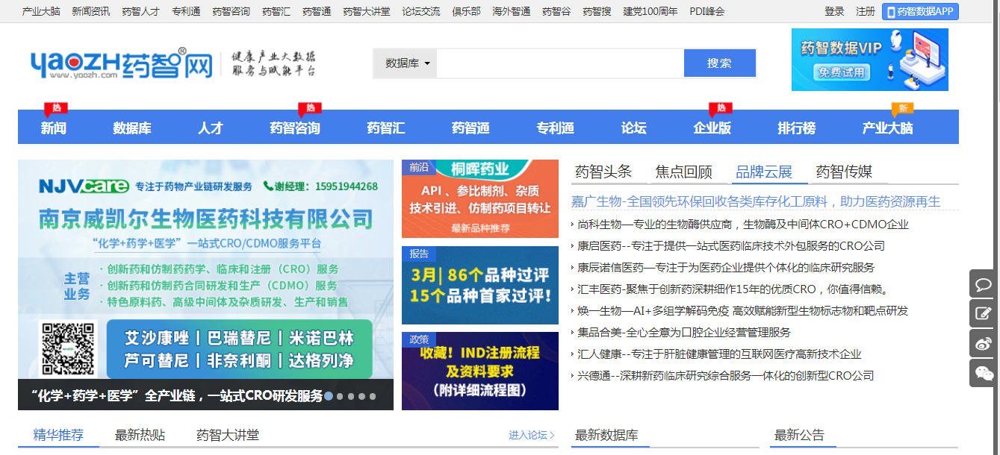 产业大脑 新闻资讯 药智人才 专利通 药智咨询 药智汇 药智通 药智大讲堂 论坛交流 俱乐部 海外智通 药智谷 药智搜 建党100周年 PDI峰会 登录 注册 药智数据APP
yaozh药智网®
www.yaozh.com
健康产业大数据
服务与赋能平台
数据库 搜索
药智数据VIP
免费试用
热 热 热 新
新闻 数据库 人才 药智咨询 药智汇 药智通 专利通 论坛 企业版 排行榜 产业大脑
NJVcare 专注于药物产业链研发服务 谢经理：15951944268
南京威凯尔生物医药科技有限公司
“化学+药学+医学”一站式CRO/CDMO服务平台
主营
业务
· 创新药和仿制药药学、临床和注册（CRO）服务
· 创新药和仿制药合同研发和生产（CDMO）服务
· 特色原料药、高级中间体及杂质研发、生产和销售
艾沙康唑 | 巴瑞替尼 | 米诺巴林
芦可替尼 | 非奈利酮 | 达格列净
“化学+药学+医学”全产业链，一站式CRO研发服务
前沿
桐晖药业
API 、参比制剂、杂质
技术引进、仿制药项目转让
最新品种推荐
报告
3月| 86个品种过评
15个品种首家过评!
政策
收藏！IND注册流程
及资料要求
（附详细流程图）
药智头条 焦点回顾 品牌云展 药智传媒
嘉广生物-全国领先环保回收各类库存化工原料，助力医药资源再生
尚科生物—专业的生物酶供应商，生物酶及中间体CRO+CDMO企业
康启医药--专注于提供一站式医药临床技术外包服务的CRO公司
康辰诺信医药—专注于为医药企业提供个体化的临床研究服务
汇丰医药-聚焦于创新药深耕细作15年的优质CRO，你值得信赖。
焕一生物—AI+多组学解码免疫 高效赋能新型生物标志物和靶点研发
集品合美-全心全意为口腔企业经营管理服务
汇人健康--专注于肝脏健康管理的互联网医疗高新技术企业
兴德通--深耕新药临床研究综合服务一体化的创新型CRO公司
精华推荐 最新热贴 药智大讲堂 进入论坛 >
最新数据库 最新公告